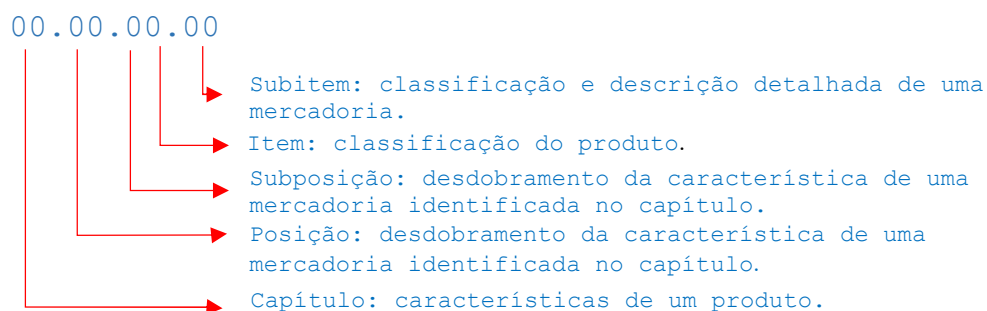 00.00.00.00
Subitem: classificação e descrição detalhada de uma
mercadoria.
Item: classificação do produto.
Subposição: desdobramento da característica de uma
mercadoria identificada no capítulo.
Posição: desdobramento da característica de uma
mercadoria identificada no capítulo.
Capítulo: características de um produto.